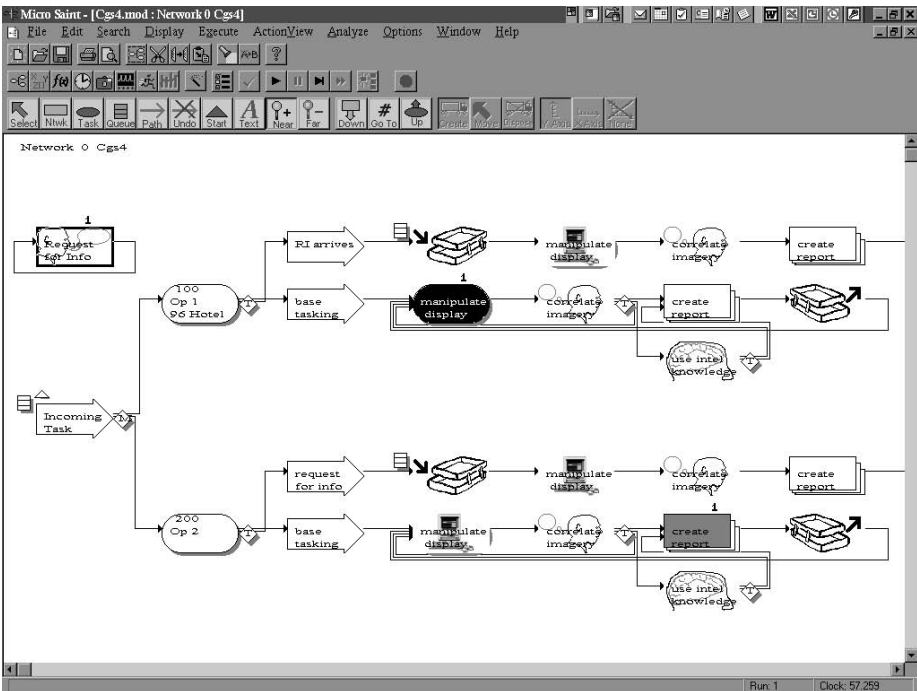 Micro Saint - [Cgs4.mod : Network 0 Cgs4]
File Edit Search Display Execute ActionView Analyze Options Window Help
Select Ntwk Task Queue Path Undo Start Text Near Far Down Go To Up Create Move Dispose Y Axis X Axis None
Network 0 Cgs4
1
Request
for Info
RI arrives
manipulate
display
correlate
imagery
create
report
100
Op 1
96 Hotel
T
base
tasking
1
manipulate
display
correlate
imagery
T
create
report
use intel
knowledge
T
Incoming
Task
M
request
for info
manipulate
display
correlate
imagery
create
report
200
Op 2
T
base
tasking
manipulate
display
correlate
imagery
T
1
create
report
use intel
knowledge
T
Run: 1 Clock: 57.259